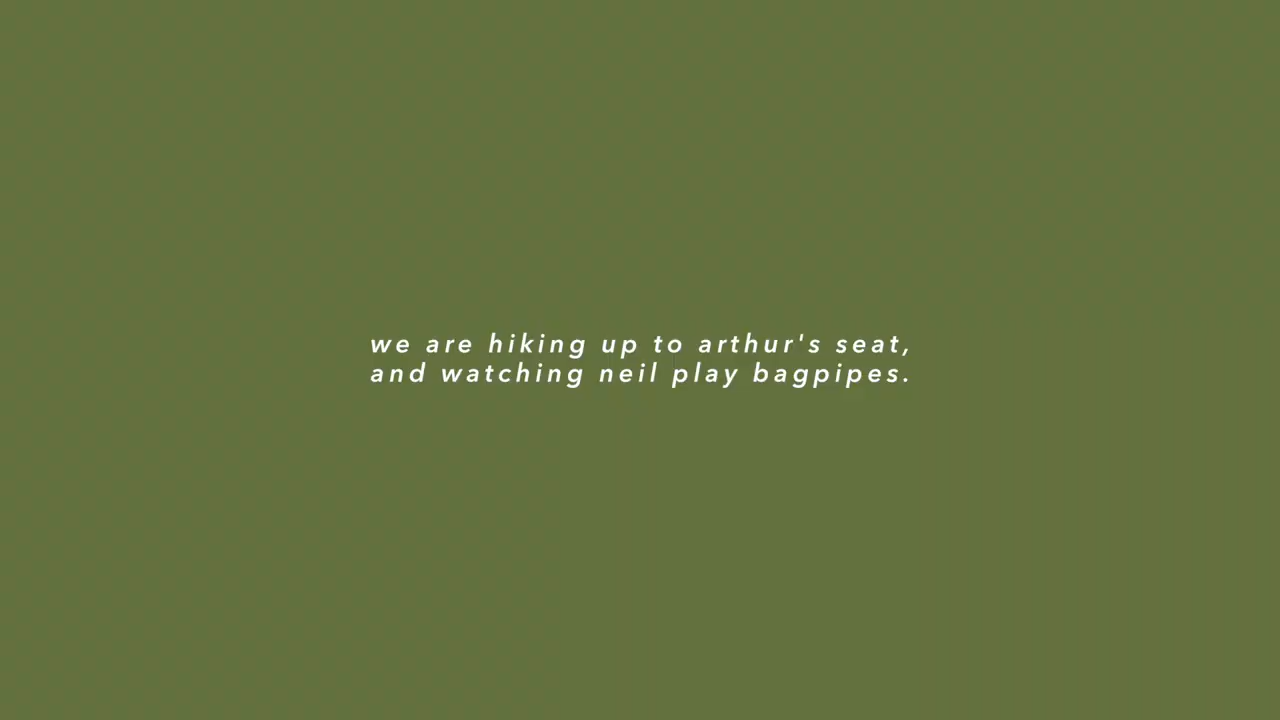 we are hiking up to arthur's seat,
and watching neil play bagpipes.